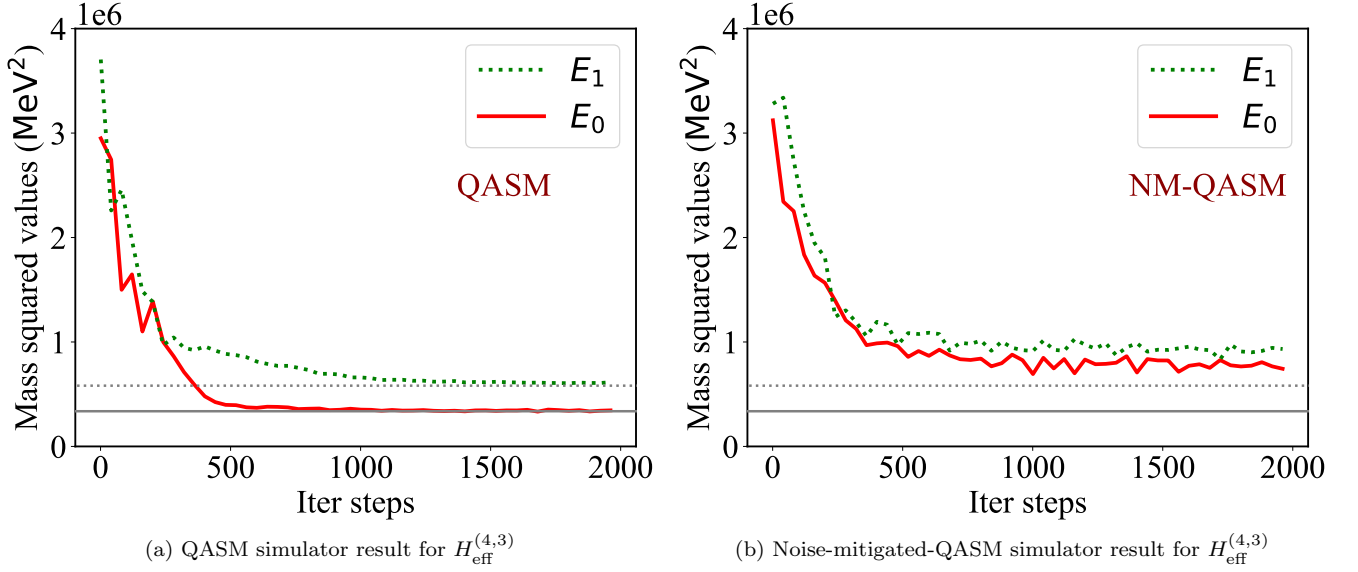 1e6
Mass squared values (MeV²)
4
3
2
1
0
E₁
E₀
QASM
0 500 1000 1500 2000
Iter steps
(a) QASM simulator result for H_eff^(4,3)
1e6
Mass squared values (MeV²)
4
3
2
1
0
E₁
E₀
NM-QASM
0 500 1000 1500 2000
Iter steps
(b) Noise-mitigated-QASM simulator result for H_eff^(4,3)